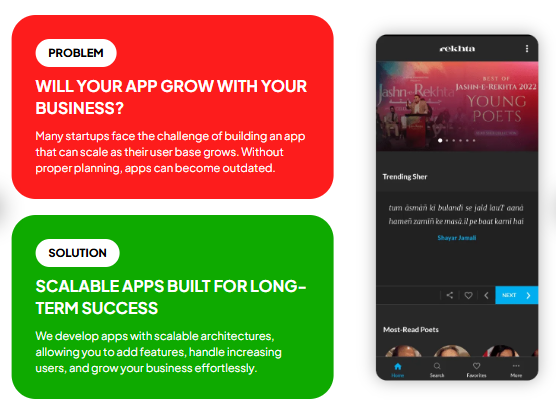 PROBLEM
WILL YOUR APP GROW WITH YOUR
BUSINESS?
Many startups face the challenge of building an app
that can scale as their user base grows. Without
proper planning, apps can become outdated.
SOLUTION
SCALABLE APPS BUILT FOR LONG-
TERM SUCCESS
We develop apps with scalable architectures,
allowing you to add features, handle increasing
users, and grow your business effortlessly.
rekhta
Jashn-e-Rekhta
BEST OF
JASHN-E-REKHTA 2022
YOUNG
POETS
Trending Sher
tum āsmāñ kī bulandī se jald lauT aanā
hameñ zamīñ ke masā.il pe baat karnī hai
Shayar Jamali
NEXT
Most-Read Poets
Home
Search
Favorites
More